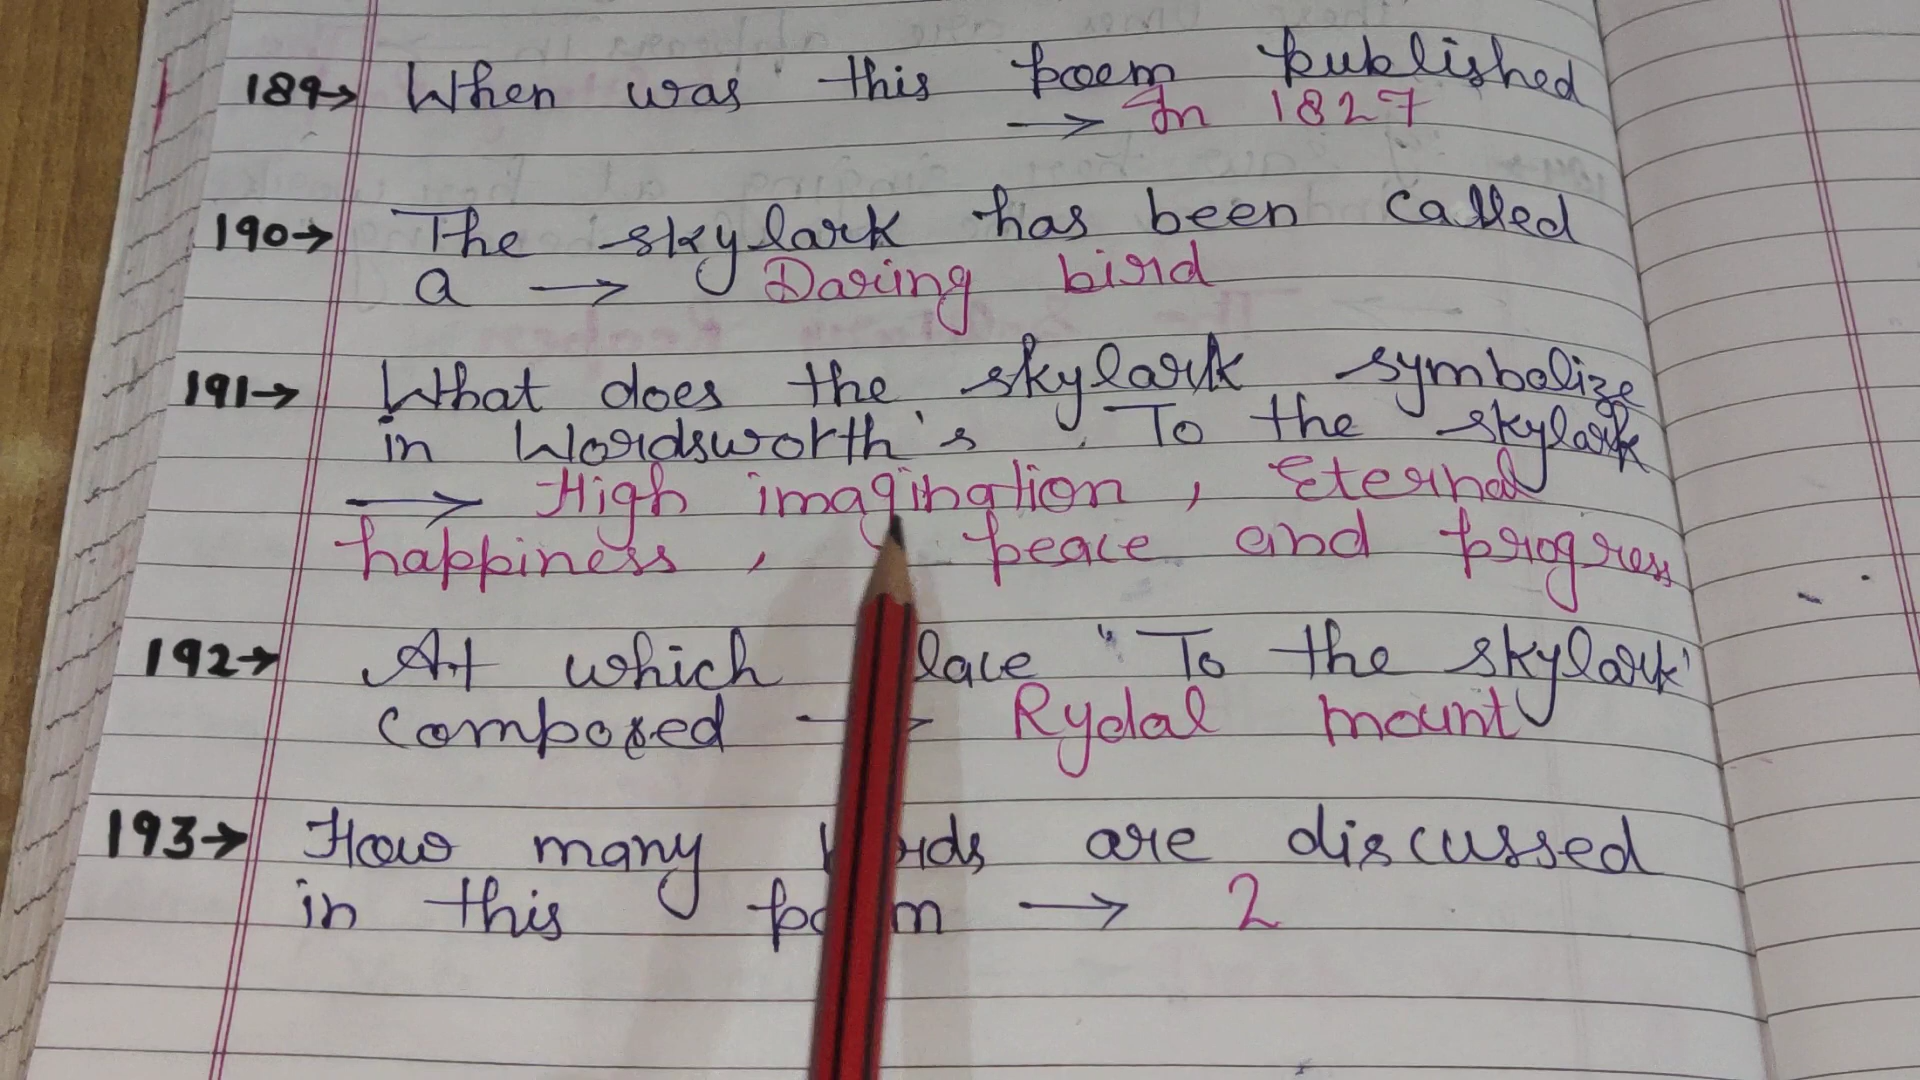 189→ When was this poem published
→ In 1827
190→ The skylark has been called
a → Daring bird
191→ What does the skylark symbolize
in Wordsworth's To the skylark
→ High imagination, Eternal
happiness, peace and progress
192→ At which lace "To the skylark'
composed → Rydal mount
193→ How many are discussed
in this poem → 2